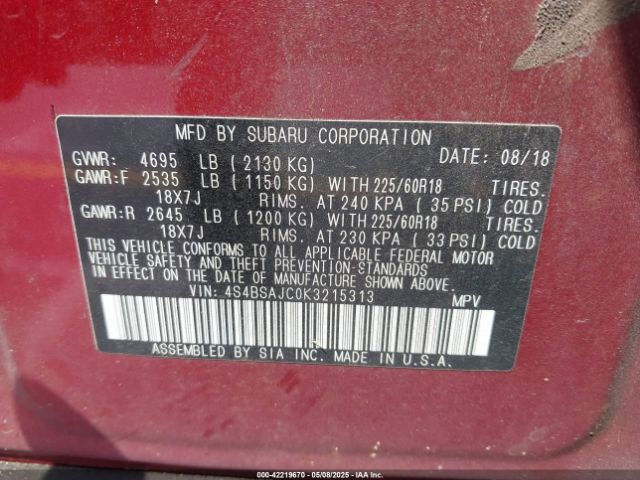 MFD BY SUBARU CORPORATION
GVWR: 4695 LB (2130 KG) DATE: 08/18
GAWR:F 2535 LB (1150 KG) WITH 225/60R18 TIRES.
18X7J RIMS. AT 240 KPA (35 PSI) COLD
GAWR:R 2645 LB (1200 KG) WITH 225/60R18 TIRES.
18X7J RIMS. AT 230 KPA (33 PSI) COLD
THIS VEHICLE CONFORMS TO ALL APPLICABLE FEDERAL MOTOR
VEHICLE SAFETY AND THEFT PREVENTION-STANDARDS
IN EFFECT ON THE DATE OF MANUFACTURE SHOWN ABOVE.
VIN: 4S4BSAJC0K3215313 MPV
ASSEMBLED BY SIA INC. MADE IN U.S.A.
000-42219670 - 05/08/2025 - IAAI.COM